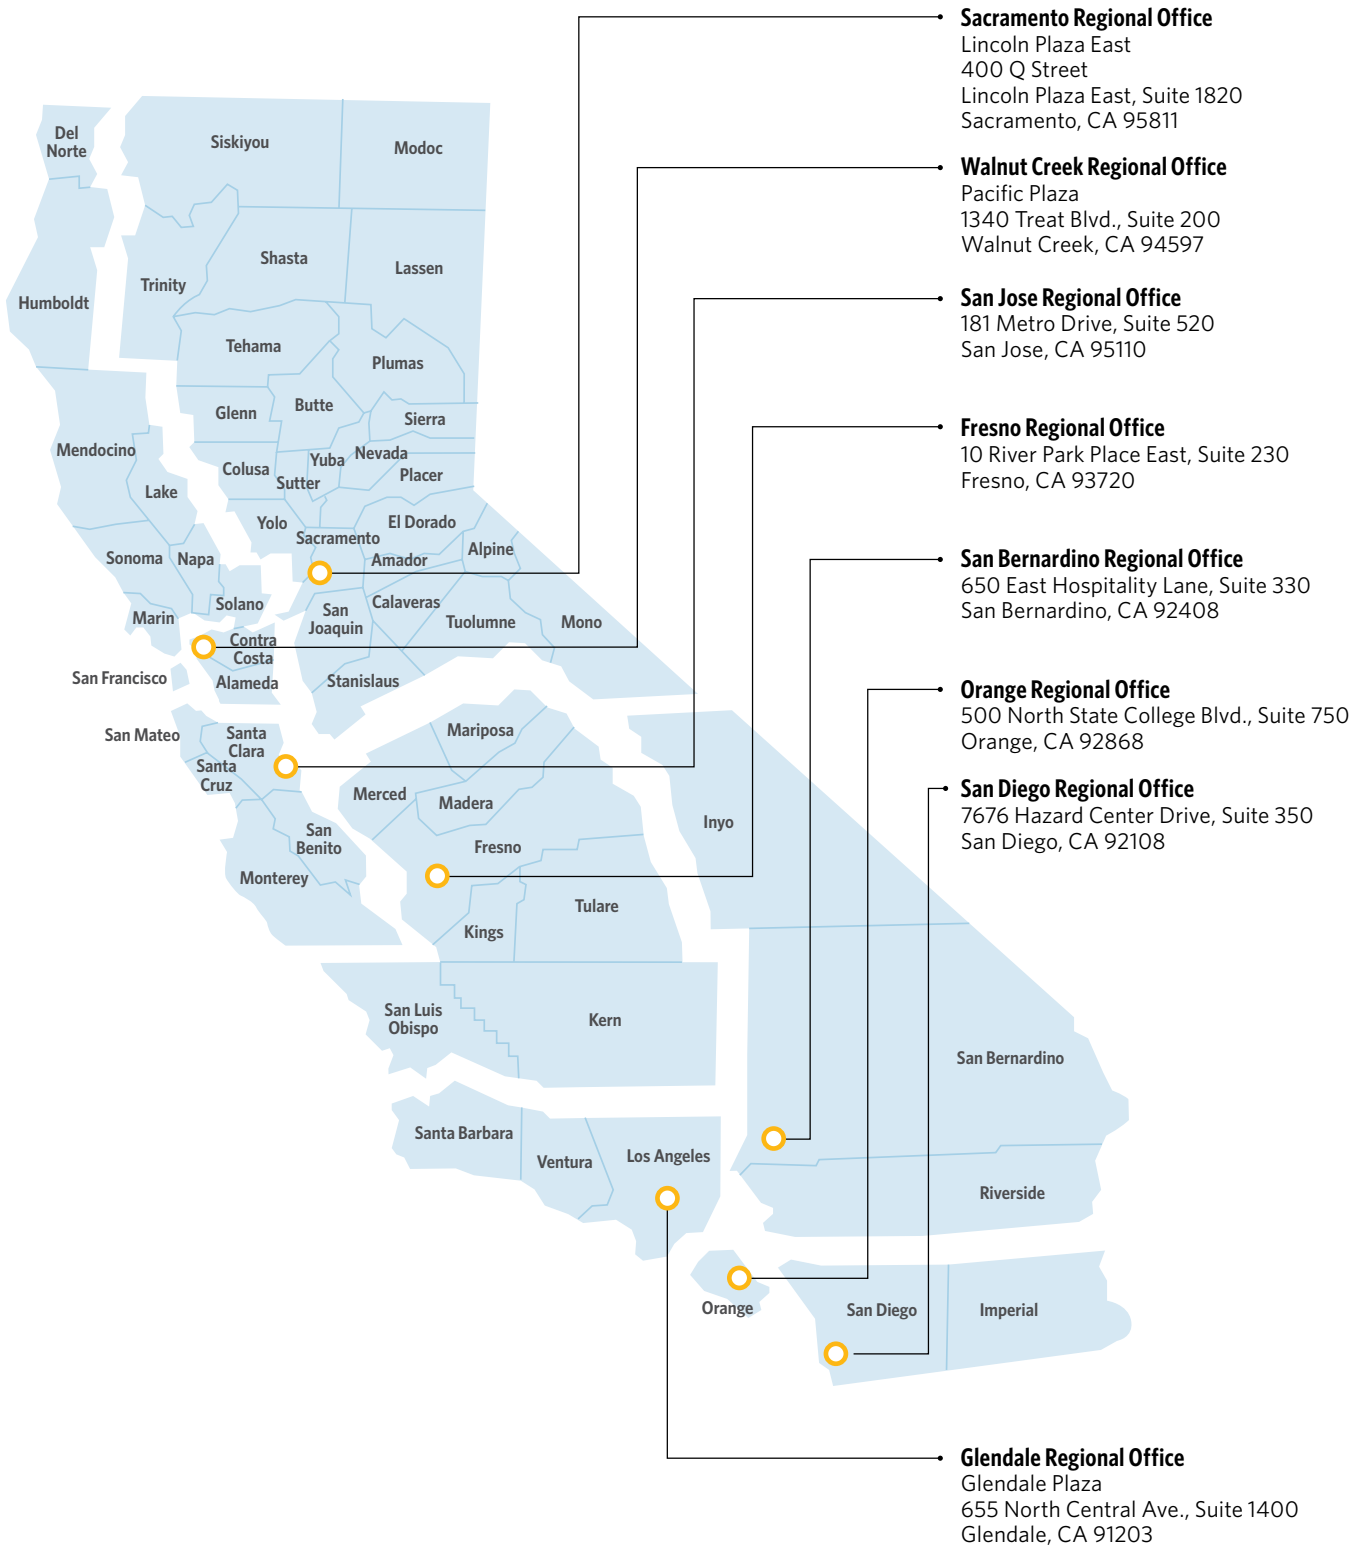 Sacramento Regional Office
Lincoln Plaza East
400 Q Street
Lincoln Plaza East, Suite 1820
Sacramento, CA 95811
Walnut Creek Regional Office
Pacific Plaza
1340 Treat Blvd., Suite 200
Walnut Creek, CA 94597
San Jose Regional Office
181 Metro Drive, Suite 520
San Jose, CA 95110
Fresno Regional Office
10 River Park Place East, Suite 230
Fresno, CA 93720
San Bernardino Regional Office
650 East Hospitality Lane, Suite 330
San Bernardino, CA 92408
Orange Regional Office
500 North State College Blvd., Suite 750
Orange, CA 92868
San Diego Regional Office
7676 Hazard Center Drive, Suite 350
San Diego, CA 92108
Glendale Regional Office
Glendale Plaza
655 North Central Ave., Suite 1400
Glendale, CA 91203
Del
Norte
Siskiyou
Modoc
Humboldt
Trinity
Shasta
Lassen
Tehama
Plumas
Glenn
Butte
Sierra
Mendocino
Lake
Colusa
Sutter
Yuba
Nevada
Placer
Yolo
Sacramento
El Dorado
Sonoma
Napa
Amador
Alpine
Marin
Solano
San
Joaquin
Calaveras
Tuolumne
Mono
Contra
Costa
San Francisco
Alameda
Stanislaus
San Mateo
Santa
Clara
Santa
Cruz
Mariposa
Merced
Madera
Inyo
San
Benito
Fresno
Monterey
Kings
Tulare
San Luis
Obispo
Kern
San Bernardino
Santa Barbara
Ventura
Los Angeles
Riverside
Orange
San Diego
Imperial